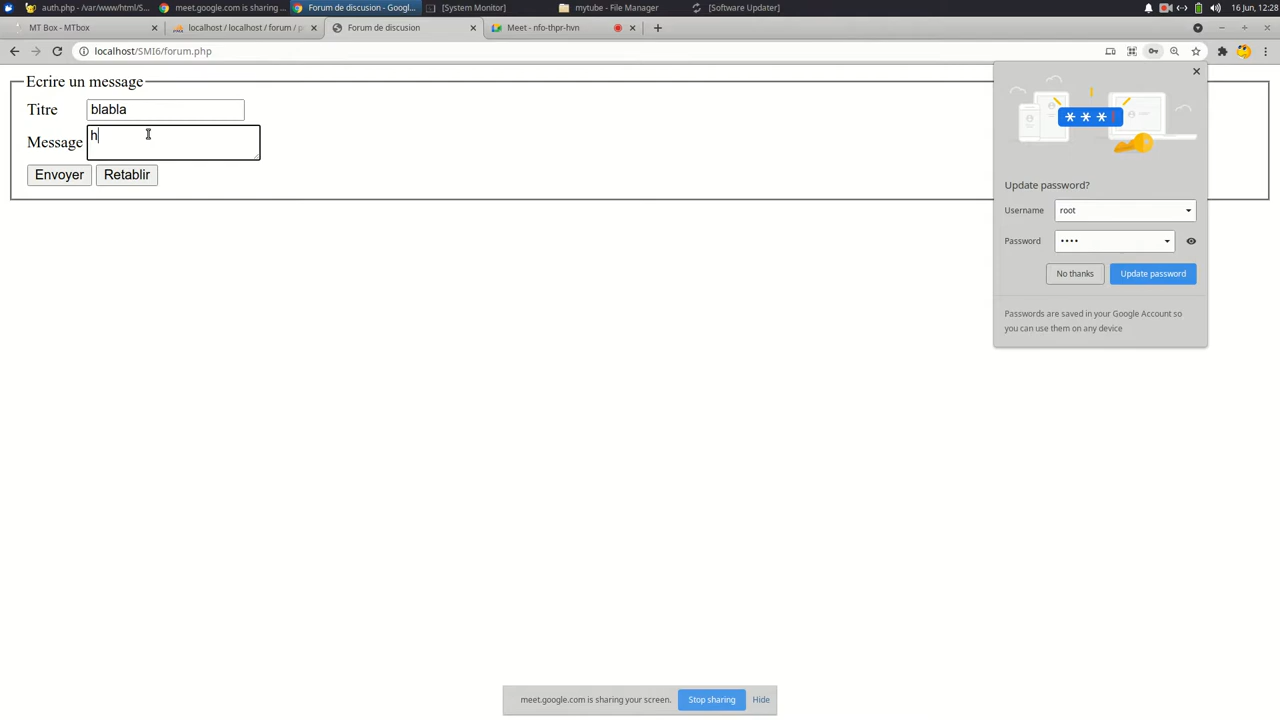 auth.php - /var/www/html/S...
meet.google.com is sharing ...
Forum de discusion - Googl...
[System Monitor]
mytube - File Manager
[Software Updater]
16 Jun, 12:28
MT Box - MTbox
localhost / localhost / forum / p
Forum de discusion
Meet - nfo-thpr-hvn
localhost/SMI6/forum.php
Ecrire un message
Titre
blabla
Message
h
Envoyer
Retablir
Update password?
Username
root
Password
••••
No thanks
Update password
Passwords are saved in your Google Account so
you can use them on any device
meet.google.com is sharing your screen.
Stop sharing
Hide